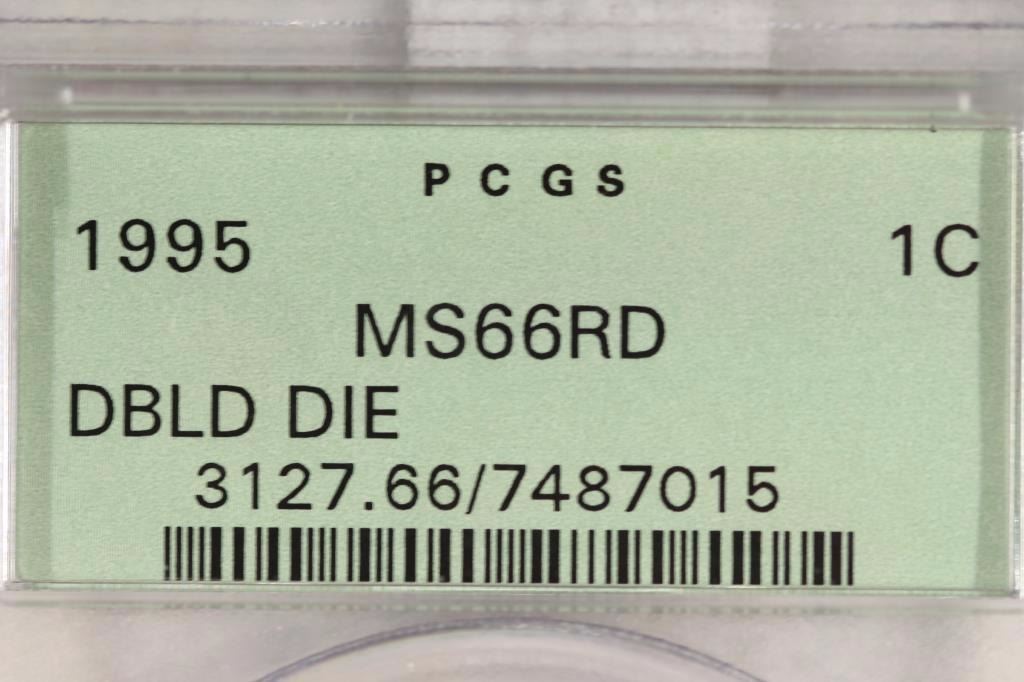 PCGS
1995 1C
MS66RD
DBLD DIE
3127.66/7487015